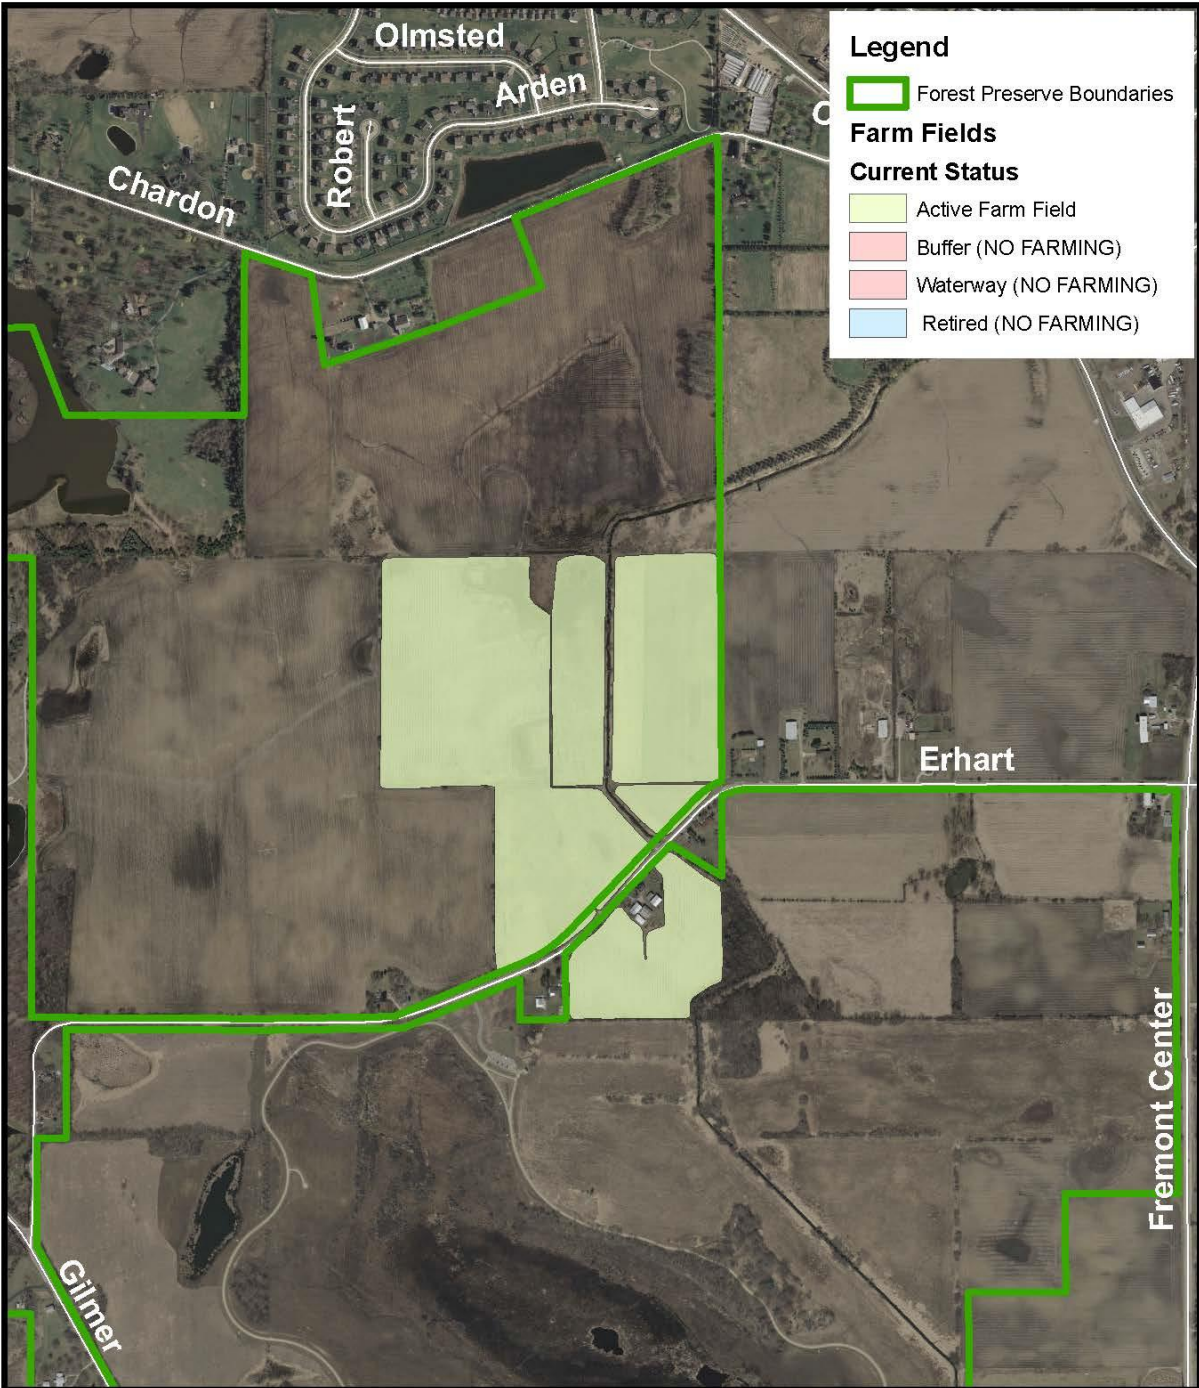 Olmsted
Arden
Robert
Chardon
C
Legend
Forest Preserve Boundaries
Farm Fields
Current Status
Active Farm Field
Buffer (NO FARMING)
Waterway (NO FARMING)
Retired (NO FARMING)
Erhart
Fremont Center
Gilmer